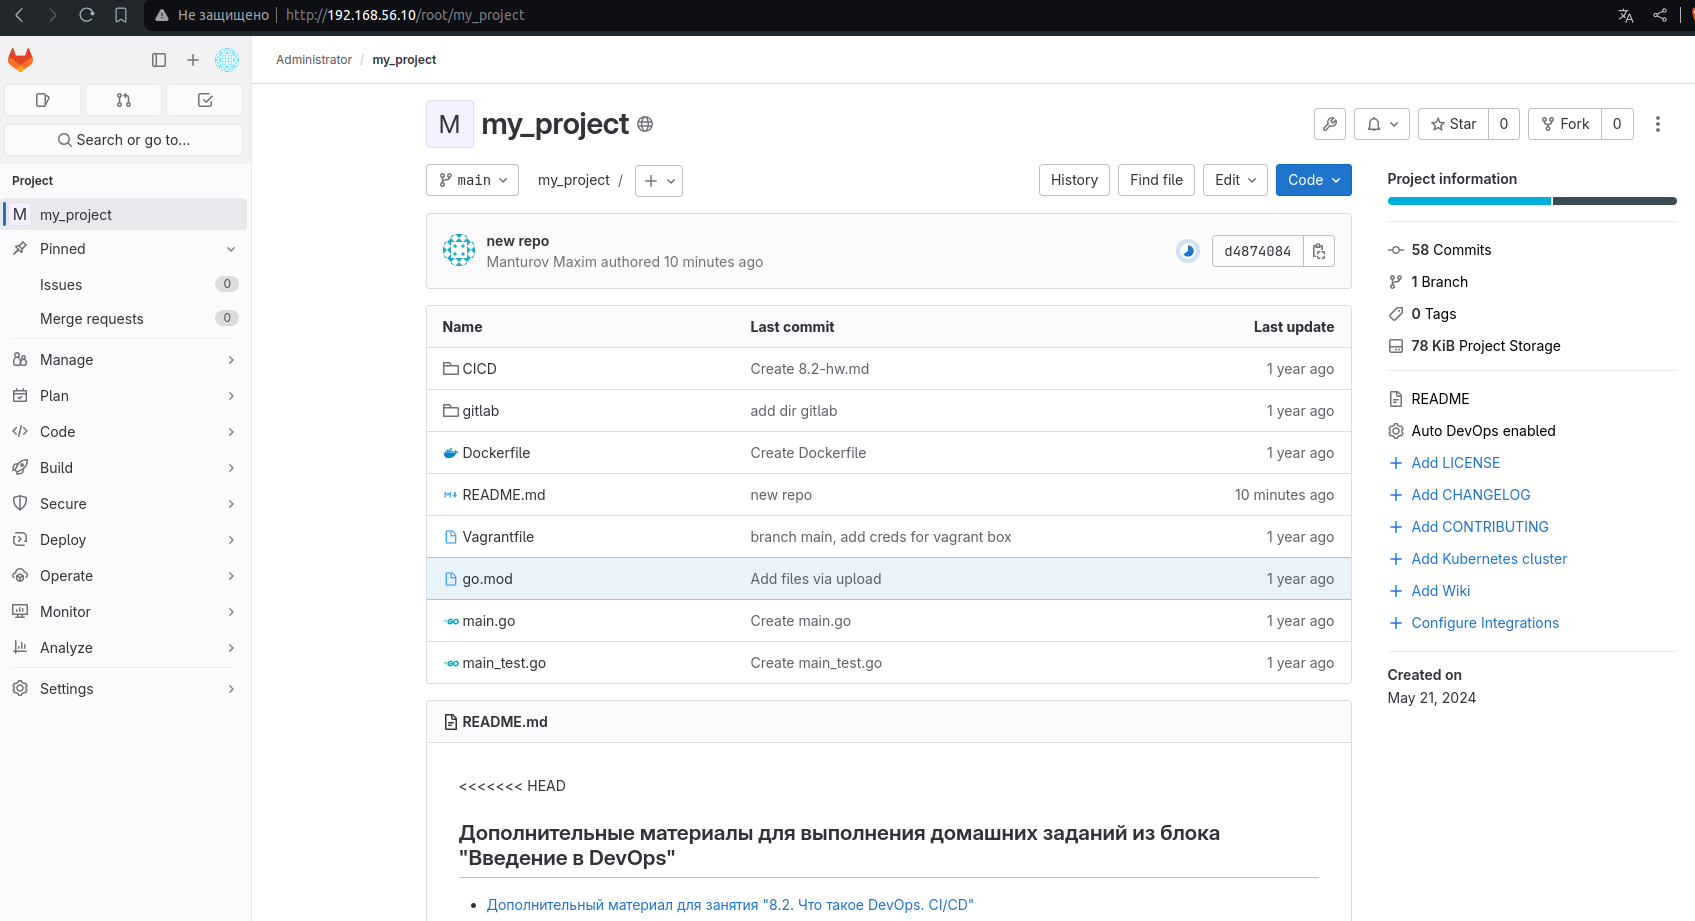 Не защищено http://192.168.56.10/root/my_project
Administrator / my_project
Search or go to...
Project
M my_project
Pinned
Issues 0
Merge requests 0
Manage
Plan
Code
Build
Secure
Deploy
Operate
Monitor
Analyze
Settings
M my_project
Star 0 Fork 0
main my_project / History Find file Edit Code
new repo
Manturov Maxim authored 10 minutes ago
d4874084
Name Last commit Last update
CICD Create 8.2-hw.md 1 year ago
gitlab add dir gitlab 1 year ago
Dockerfile Create Dockerfile 1 year ago
README.md new repo 10 minutes ago
Vagrantfile branch main, add creds for vagrant box 1 year ago
go.mod Add files via upload 1 year ago
main.go Create main.go 1 year ago
main_test.go Create main_test.go 1 year ago
README.md
<<<<<<< HEAD
Дополнительные материалы для выполнения домашних заданий из блока
"Введение в DevOps"
Дополнительный материал для занятия "8.2. Что такое DevOps. CI/CD"
Project information
58 Commits
1 Branch
0 Tags
78 KiB Project Storage
README
Auto DevOps enabled
Add LICENSE
Add CHANGELOG
Add CONTRIBUTING
Add Kubernetes cluster
Add Wiki
Configure Integrations
Created on
May 21, 2024